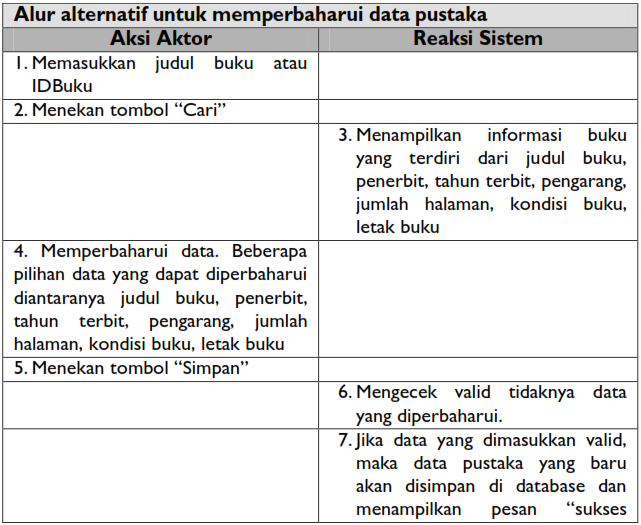 Alur alternatif untuk memperbaharui data pustaka
Aksi Aktor
Reaksi Sistem
1. Memasukkan judul buku atau
IDBuku
2. Menekan tombol “Cari”
3. Menampilkan informasi buku
yang terdiri dari judul buku,
penerbit, tahun terbit, pengarang,
jumlah halaman, kondisi buku,
letak buku
4. Memperbaharui data. Beberapa
pilihan data yang dapat diperbaharui
diantaranya judul buku, penerbit,
tahun terbit, pengarang, jumlah
halaman, kondisi buku, letak buku
5. Menekan tombol “Simpan”
6. Mengecek valid tidaknya data
yang diperbaharui.
7. Jika data yang dimasukkan valid,
maka data pustaka yang baru
akan disimpan di database dan
menampilkan pesan “sukses